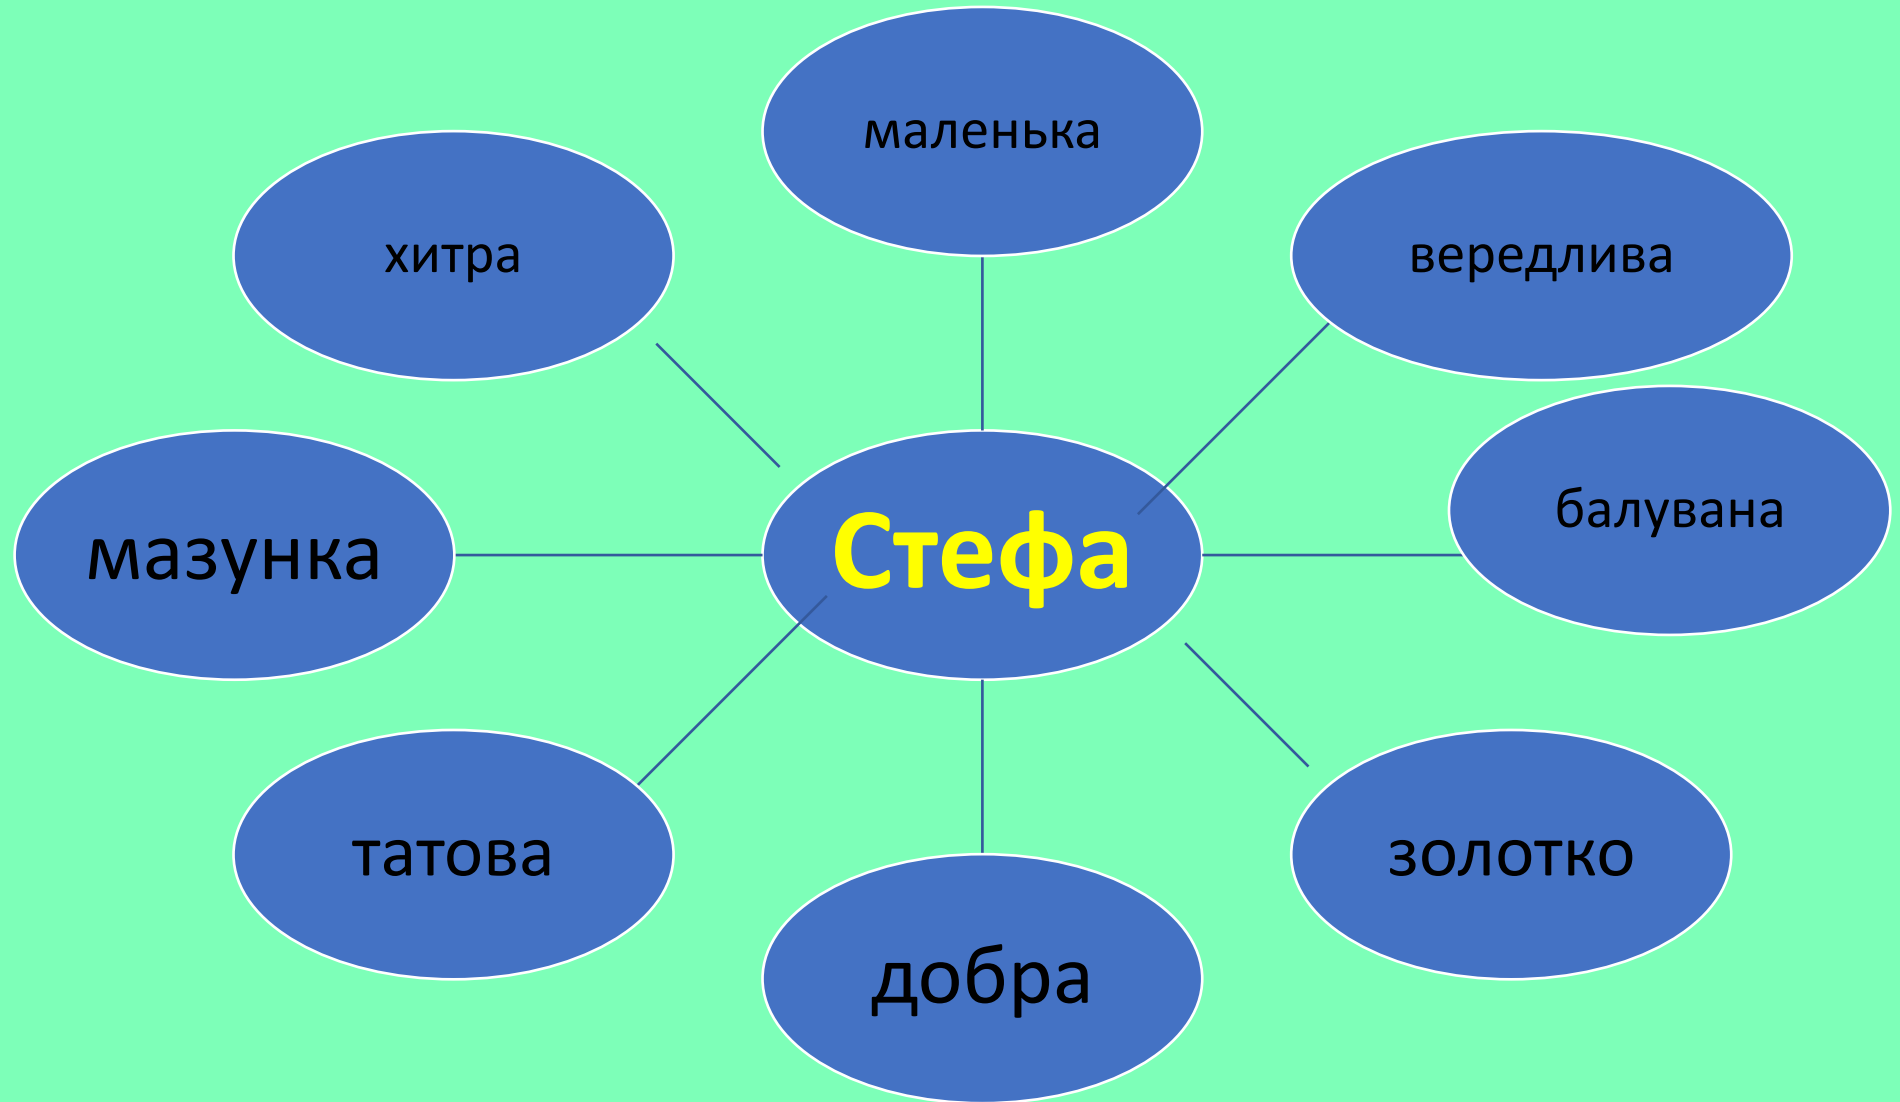 маленька
хитра
вередлива
балувана
мазунка
Стефа
татова
золотко
добра